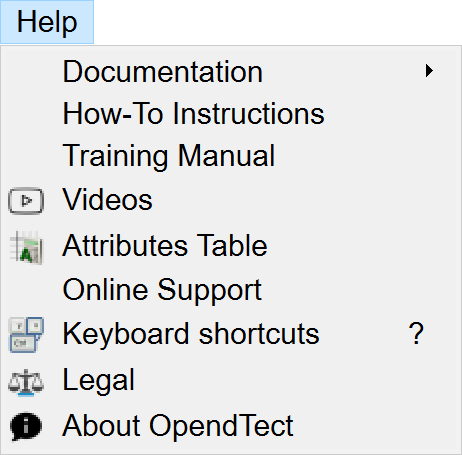 Help
Documentation
How-To Instructions
Training Manual
Videos
Attributes Table
Online Support
Keyboard shortcuts ?
Legal
About OpendTect